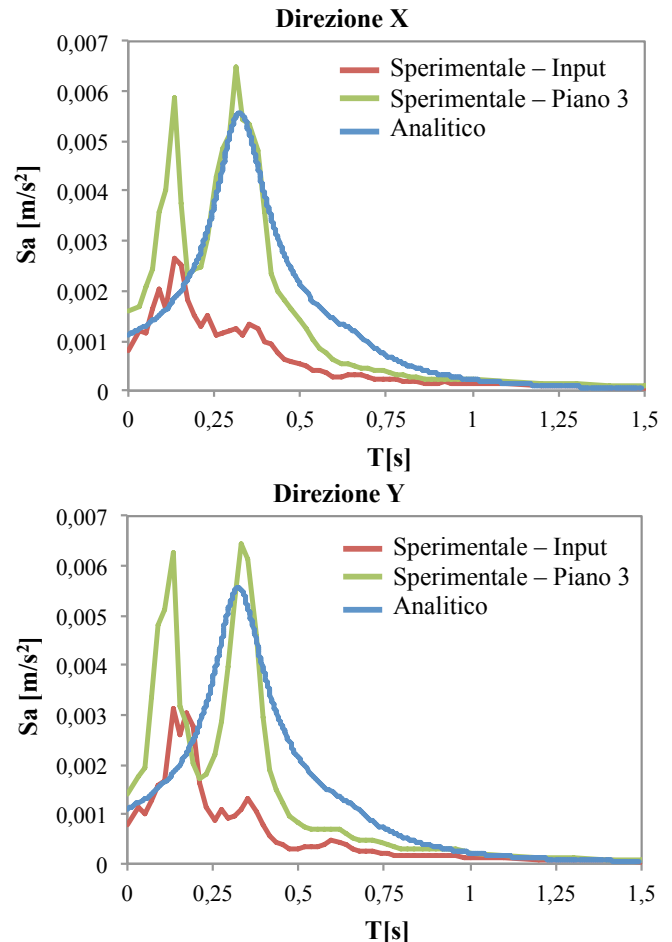 Direzione X
0,007
0,006
0,005
0,004
0,003
0,002
0,001
0
Sa [m/s²]
Sperimentale – Input
Sperimentale – Piano 3
Analitico
0 0,25 0,5 0,75 1 1,25 1,5
T[s]
Direzione Y
0,007
0,006
0,005
0,004
0,003
0,002
0,001
0
Sa [m/s²]
Sperimentale – Input
Sperimentale – Piano 3
Analitico
0 0,25 0,5 0,75 1 1,25 1,5
T[s]